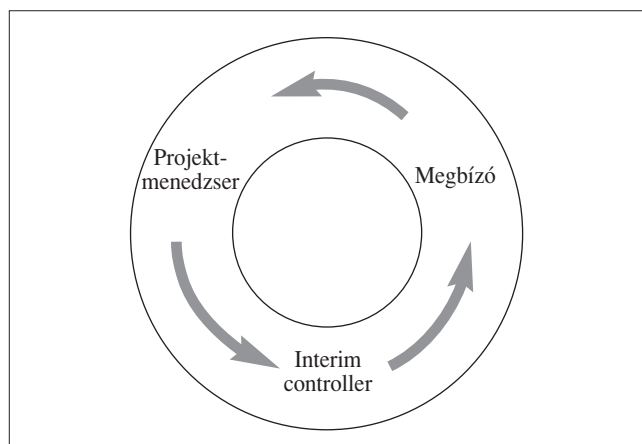 Projekt-
menedzser
Megbízó
Interim
controller